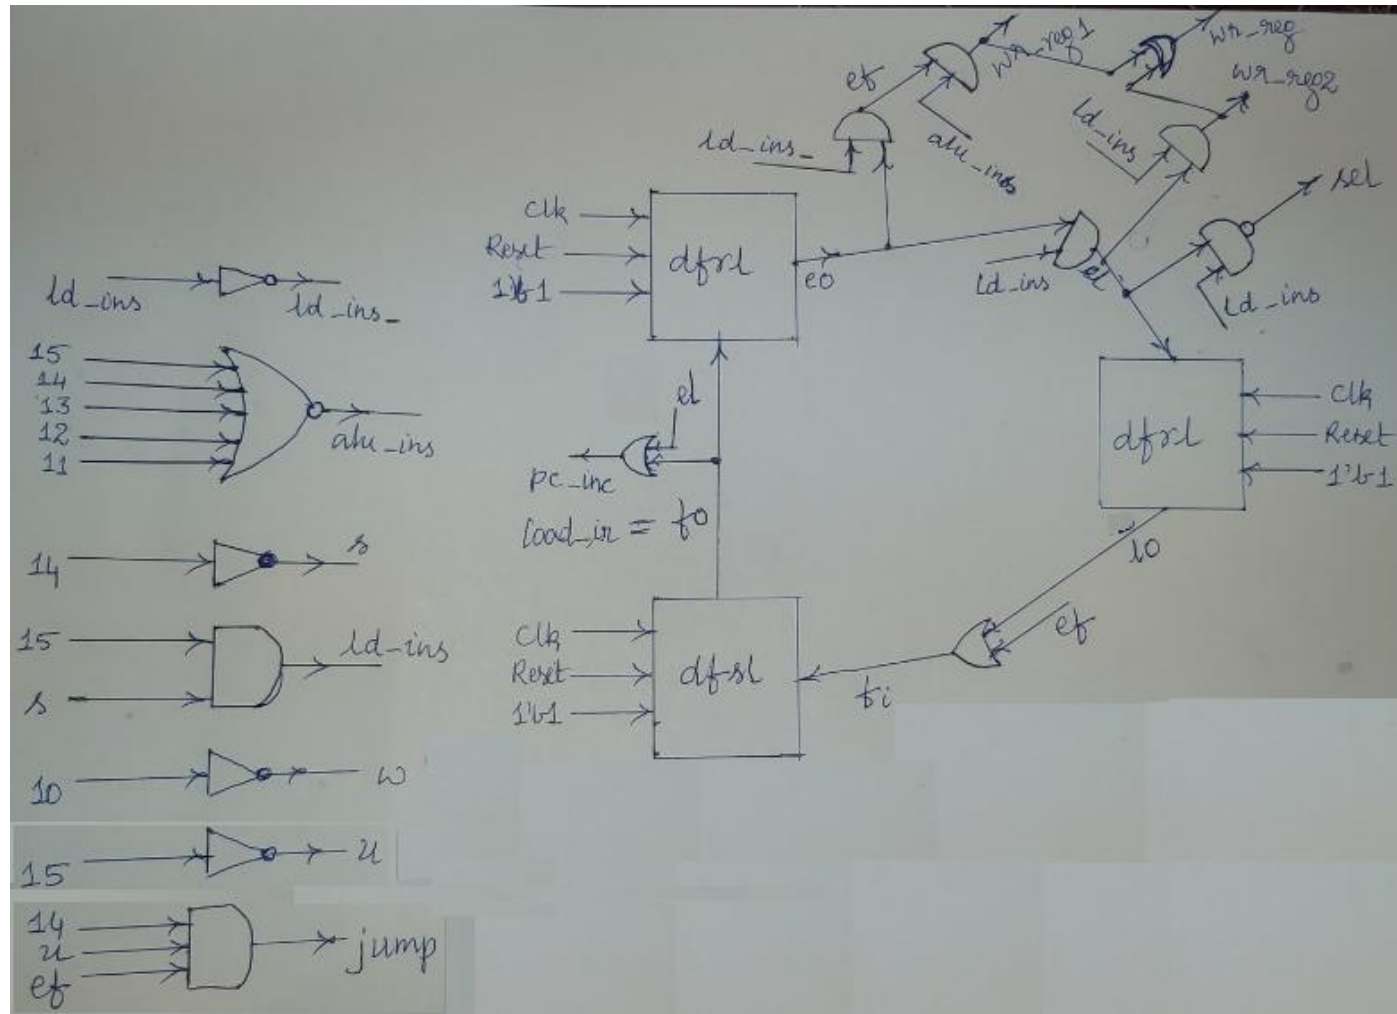 ef
wr_reg1
wr_reg
wr_reg2
ld_ins_
alu_ins
ld_ins
sel
Clk
Reset
1'b1
dfrl
eo
ld_ins
el
ld_ins
ld_ins
ld_ins_
15
14
13
12
11
alu_ins
el
pc_inc
load_ir = fo
dfrl
Clk
Reset
1'b1
lo
14
s
15
s
ld_ins
Clk
Reset
1'b1
dfsl
ef
fi
10
w
15
u
14
u
ef
jump